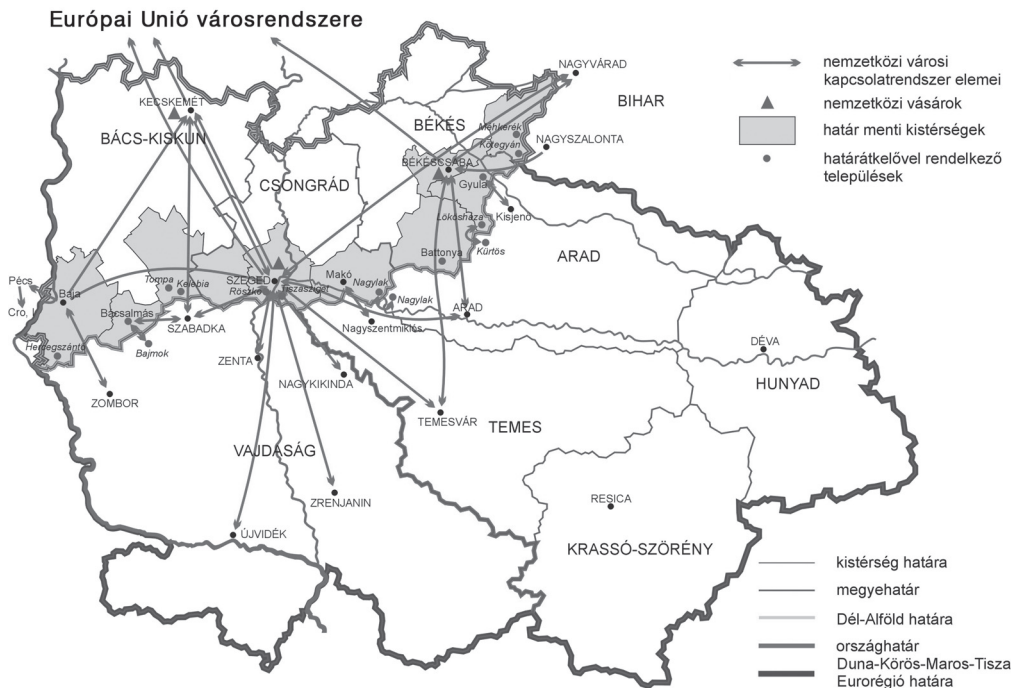 Európai Unió városrendszere
nemzetközi városi
kapcsolatrendszer elemei
nemzetközi vásárok
határ menti kistérségek
határátkelővel rendelkező
települések
NAGYVÁRAD
BIHAR
KECSKEMÉT
BÁCS-KISKUN
BÉKÉS
Méhkerék
Kötegyán
NAGYSZALONTA
BÉKÉSCSABA
Gyula
CSONGRÁD
Lökösháza
Kisjenő
Kürtös
ARAD
Battonya
Pécs
Cro,
Baja
Tompa
Kelebia
SZEGED
Röszke
Tiszasziget
Makó
Nagylak
Nagylak
ARAD
Bácsalmás
SZABADKA
Nagyszentmiklós
Hercegszántó
Bajmok
ZENTA
NAGYKIKINDA
DÉVA
HUNYAD
ZOMBOR
TEMESVÁR
TEMES
VAJDASÁG
ZRENJANIN
RESICA
ÚJVIDÉK
KRASSÓ-SZÖRÉNY
kistérség határa
megyehatár
Dél-Alföld határa
országhatár
Duna-Körös-Maros-Tisza
Eurorégió határa